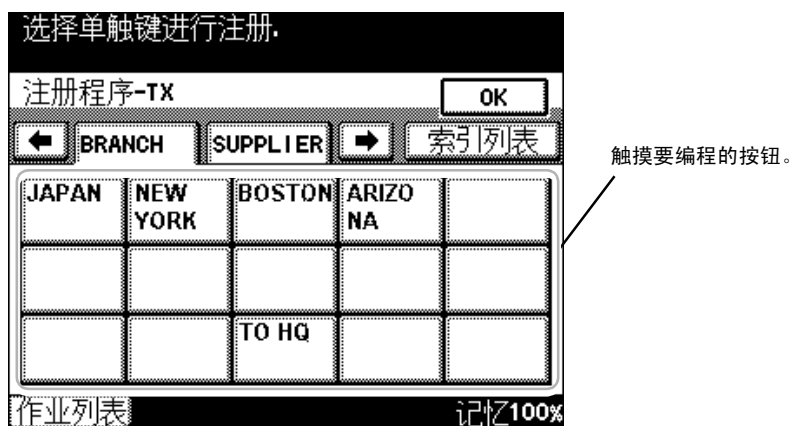 选择单触键进行注册.
注册程序-TX
OK
BRANCH
SUPPLIER
索引列表
触摸要编程的按钮。
JAPAN
NEW
YORK
BOSTON
ARIZO
NA
TO HQ
作业列表
记忆100%